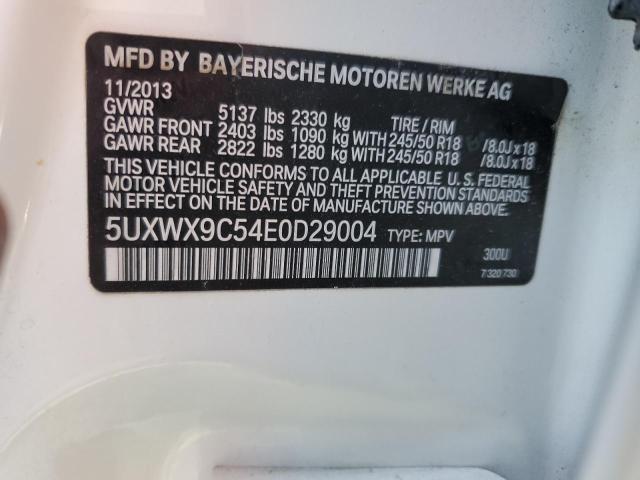 MFD BY BAYERISCHE MOTOREN WERKE AG
11/2013
GVWR 5137 lbs 2330 kg TIRE / RIM
GAWR FRONT 2403 lbs 1090 kg WITH 245/50 R18 /8.0J x 18
GAWR REAR 2822 lbs 1280 kg WITH 245/50 R18 /8.0J x 18
THIS VEHICLE CONFORMS TO ALL APPLICABLE U.S. FEDERAL
MOTOR VEHICLE SAFETY AND THEFT PREVENTION STANDARDS
IN EFFECT ON THE DATE OF MANUFACTURE SHOWN ABOVE.
5UXWX9C54E0D29004 TYPE: MPV
300U
7 320 730